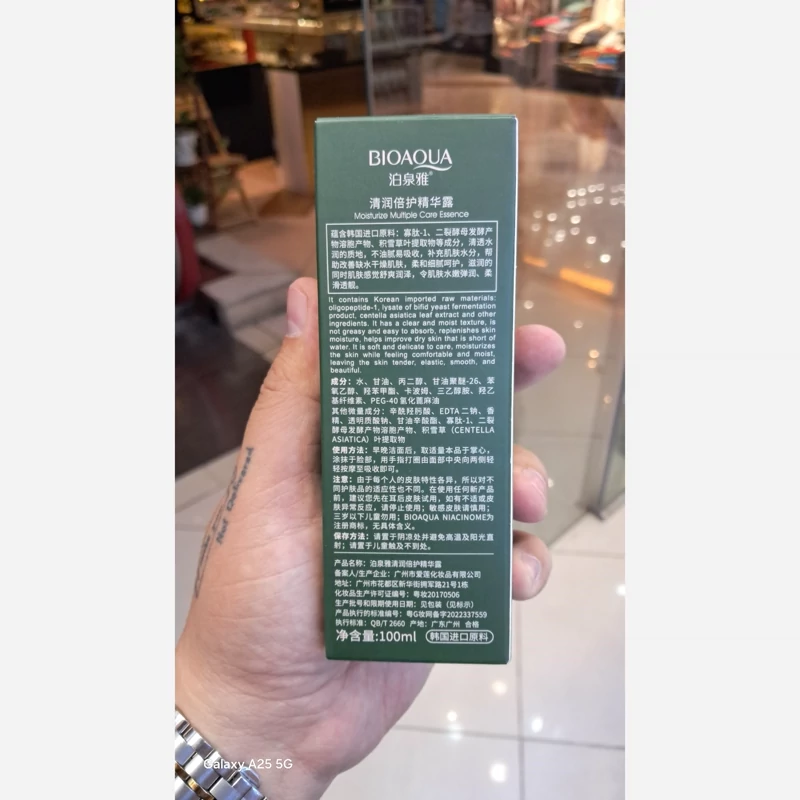 BIOAQUA
泊泉雅®
清润倍护精华露
Moisturize Multiple Care Essence
蕴含韩国进口原料：寡肽-1、二裂酵母发酵产
物溶胞产物、积雪草叶提取物等成分，清透水
润的质地，不油腻易吸收，补充肌肤水分，帮
助改善缺水干燥肌肤，柔和细腻呵护，滋润的
同时肌肤感觉舒爽润泽，令肌肤水嫩弹润、柔
滑透靓。
It contains Korean imported raw materials:
oligopeptide-1, lysate of bifid yeast fermentation
product, centella asiatica leaf extract and other
ingredients. It has a clear and moist texture, is
not greasy and easy to absorb, replenishes skin
moisture, helps improve dry skin that is short of
water. It is soft and delicate to care, moisturizes
the skin while feeling comfortable and moist,
leaving the skin tender, elastic, smooth, and
beautiful.
成分：水、甘油、丙二醇、甘油聚醚-26、苯
氧乙醇、羟苯甲酯、卡波姆、三乙醇胺、羟乙
基纤维素、PEG-40 氢化蓖麻油
其他微量成分：辛酰羟肟酸、EDTA 二钠、香
精、透明质酸钠、甘油辛酸酯、寡肽-1、二裂
酵母发酵产物溶胞产物、积雪草（CENTELLA
ASIATICA）叶提取物
使用方法：早晚洁面后，取适量本品于掌心，
涂抹于脸部，用手指打圈由面部中央向两侧轻
轻按摩至吸收即可。
注意：由于每个人的皮肤特性各异，所以对不
同护肤品的适应性也不同。在使用任何新产品
前，建议您先在耳后皮肤试用，如有不适或皮
肤异常反应，请停止使用；敏感皮肤请慎用；
三岁以下儿童勿用；BIOAQUA NIACINOME为
注册商标，无具体含义。
保存方法：请置于阴凉处并避免高温及阳光直
射；请置于儿童触及不到处。
产品名称：泊泉雅清润倍护精华露
备案人/生产企业：广州市爱莲化妆品有限公司
地址：广州市花都区新华街拥军路21号1栋
化妆品生产许可证编号：粤妆20170506
生产批号和限期使用日期：见包装（见标示）
产品执行的标准编号：粤G妆网备字2022337559
执行标准：QB/T 2660 产地：广东广州 合格
净含量:100ml 韩国进口原料
Not Delivered
Galaxy A25 5G